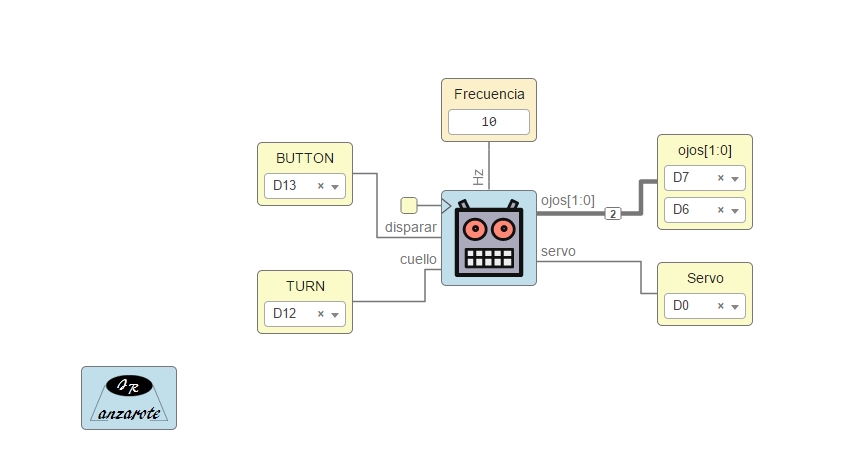 Frecuencia
10
Hz
BUTTON
D13
ojos[1:0]
D7
D6
ojos[1:0]
2
disparar
cuello
servo
TURN
D12
Servo
D0
JR
anzarote